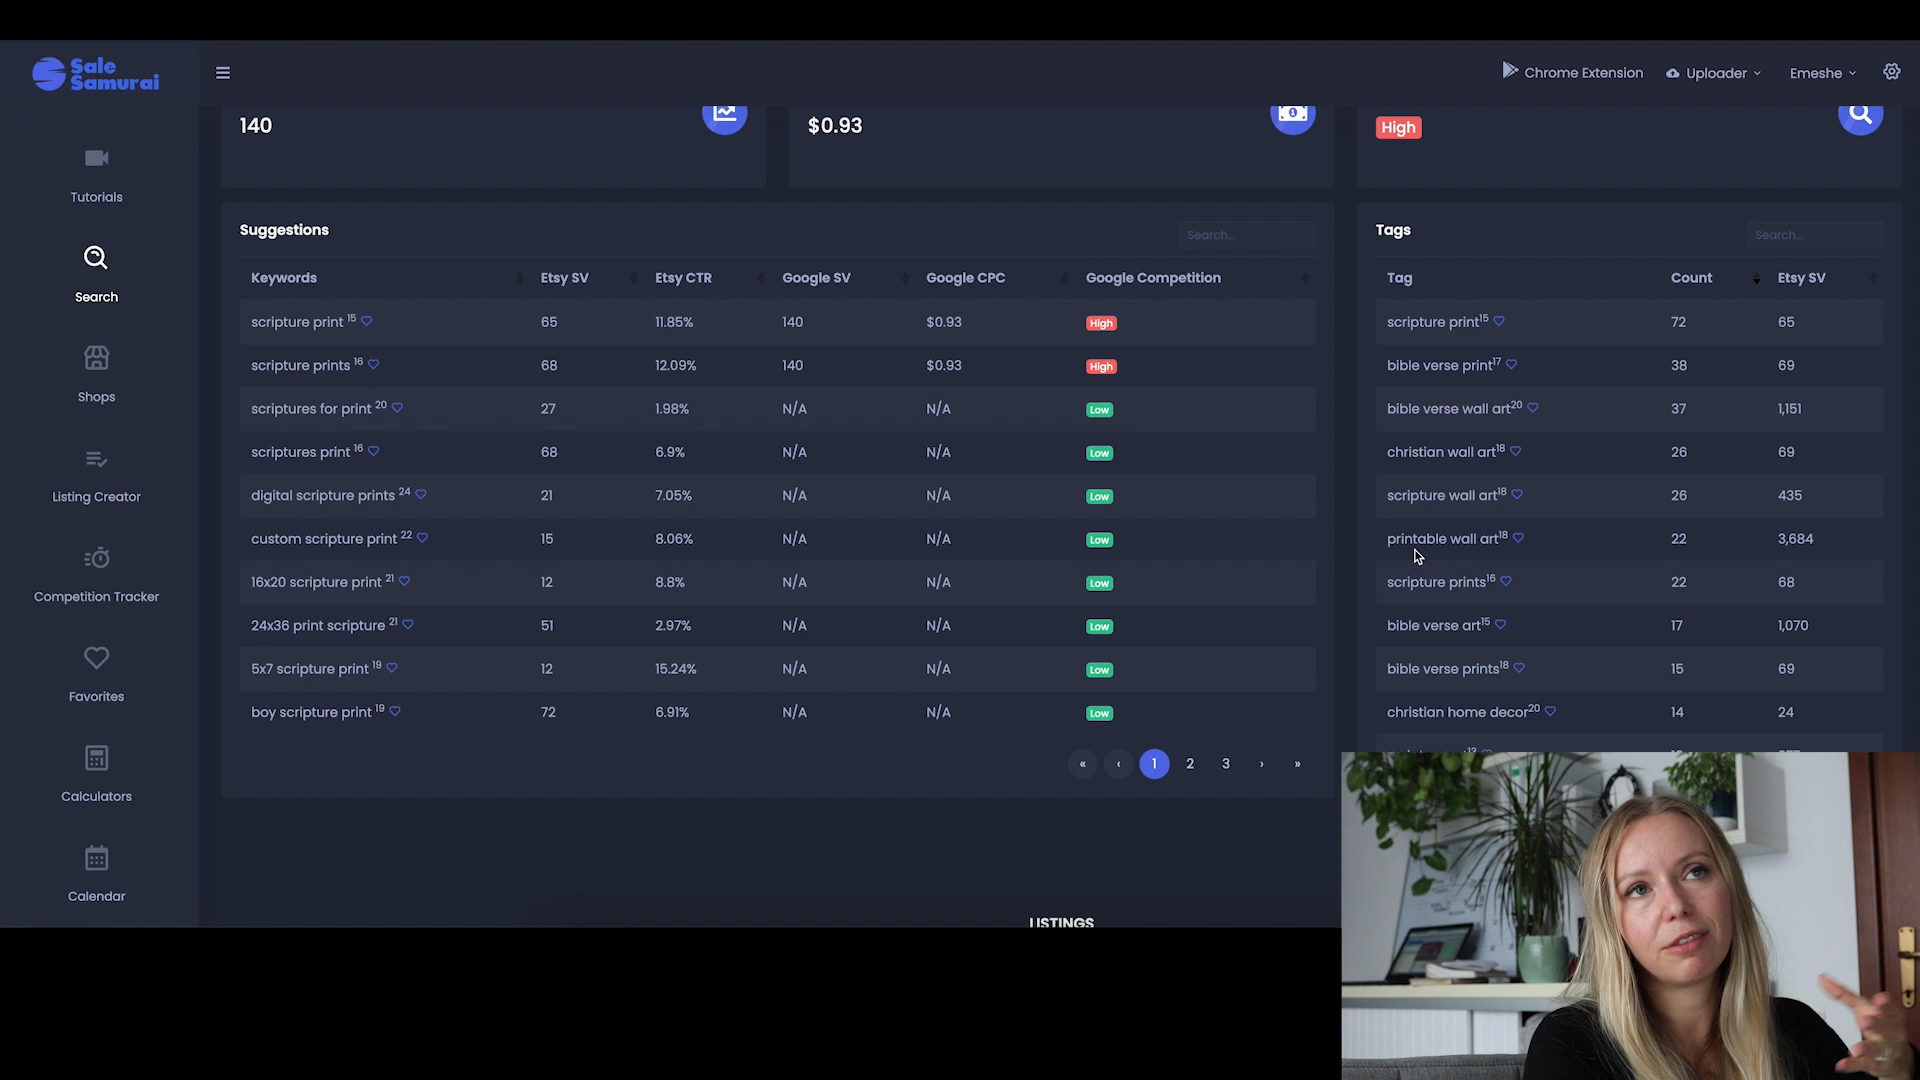 Sale Samurai
Chrome Extension
Uploader
Emeshe
140
$0.93
High
Tutorials
Search
Shops
Listing Creator
Competition Tracker
Favorites
Calculators
Calendar
Suggestions
Search...
Keywords Etsy SV Etsy CTR Google SV Google CPC Google Competition
scripture print 15 65 11.85% 140 $0.93 High
scripture prints 16 68 12.09% 140 $0.93 High
scriptures for print 20 27 1.98% N/A N/A Low
scriptures print 16 68 6.9% N/A N/A Low
digital scripture prints 24 21 7.05% N/A N/A Low
custom scripture print 22 15 8.06% N/A N/A Low
16x20 scripture print 21 12 8.8% N/A N/A Low
24x36 print scripture 21 51 2.97% N/A N/A Low
5x7 scripture print 19 12 15.24% N/A N/A Low
boy scripture print 19 72 6.91% N/A N/A Low
« ‹ 1 2 3 › »
Tags
Search...
Tag Count Etsy SV
scripture print15 72 65
bible verse print17 38 69
bible verse wall art20 37 1,151
christian wall art18 26 69
scripture wall art18 26 435
printable wall art18 22 3,684
scripture prints16 22 68
bible verse art15 17 1,070
bible verse prints18 15 69
christian home decor20 14 24
LISTINGS